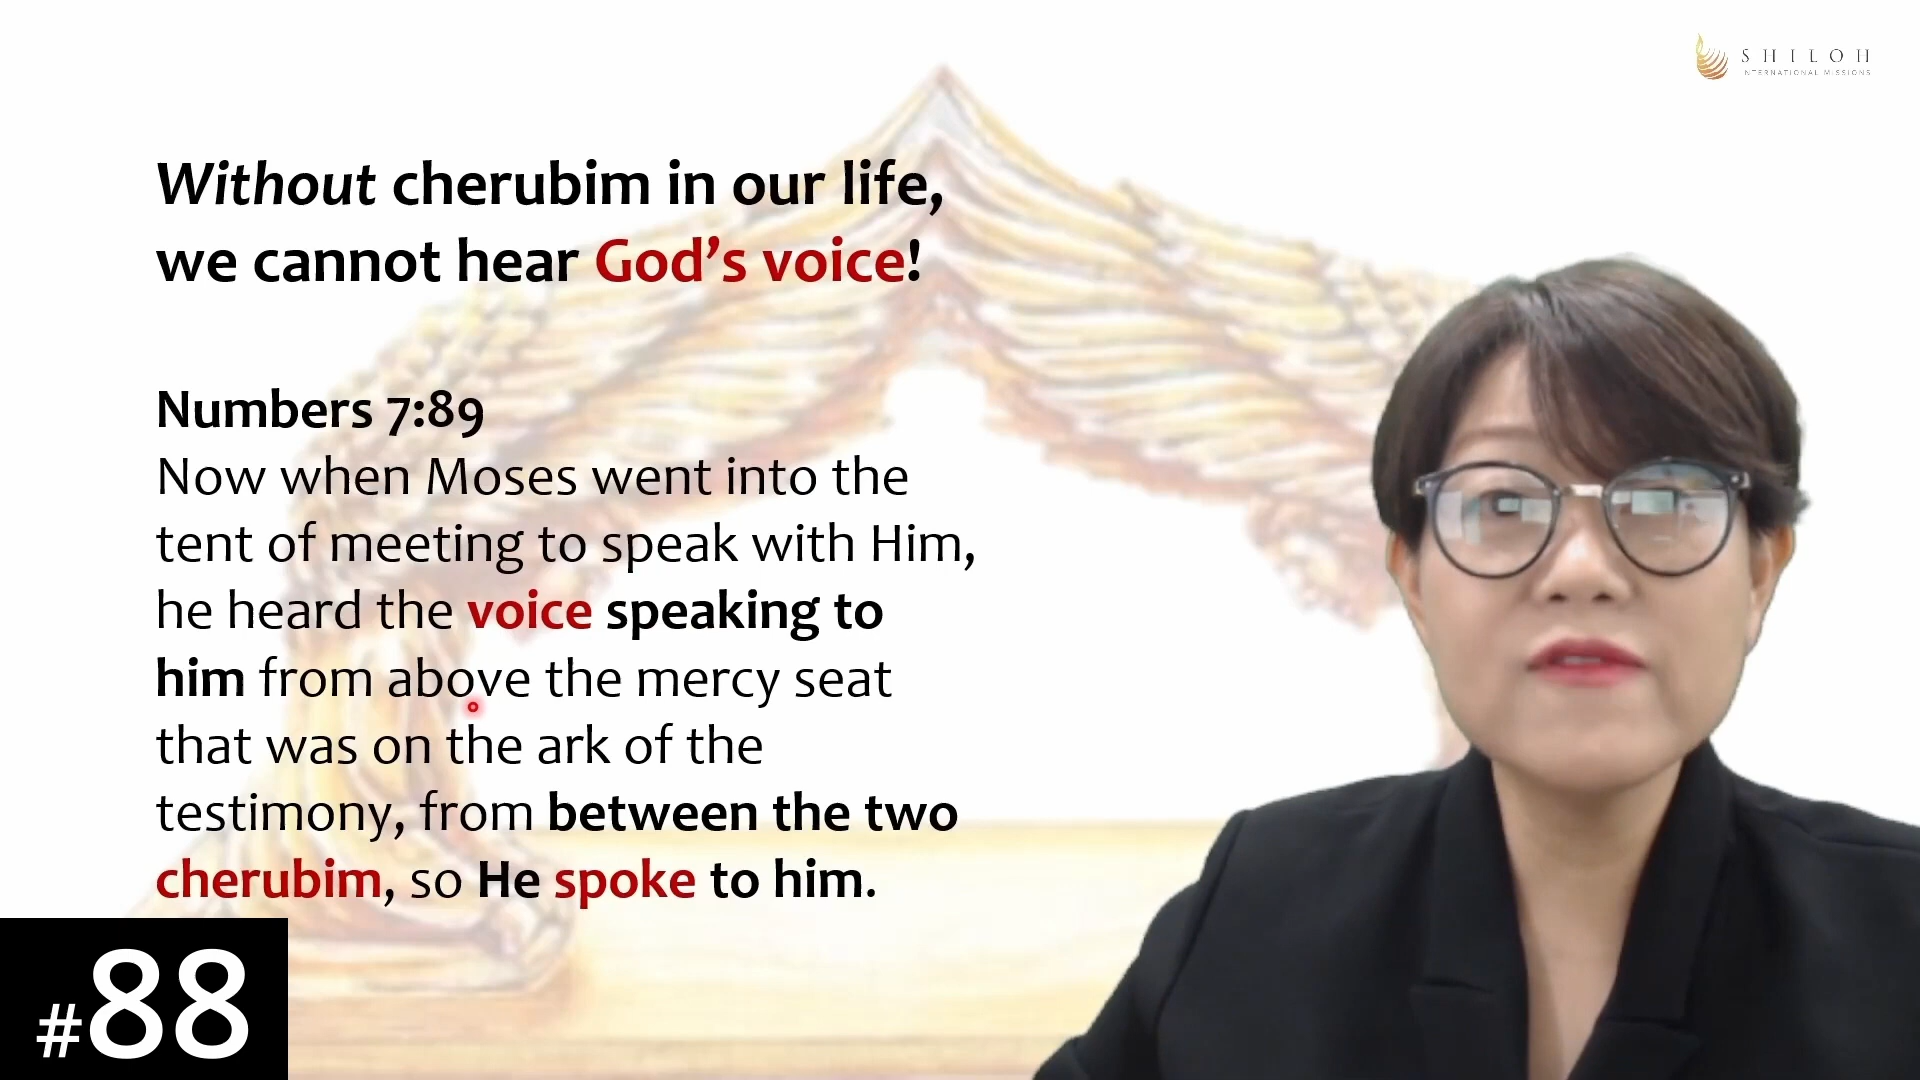 SHILOH
INTERNATIONAL MISSIONS
Without cherubim in our life,
we cannot hear God’s voice!
Numbers 7:89
Now when Moses went into the
tent of meeting to speak with Him,
he heard the voice speaking to
him from above the mercy seat
that was on the ark of the
testimony, from between the two
cherubim, so He spoke to him.
#88